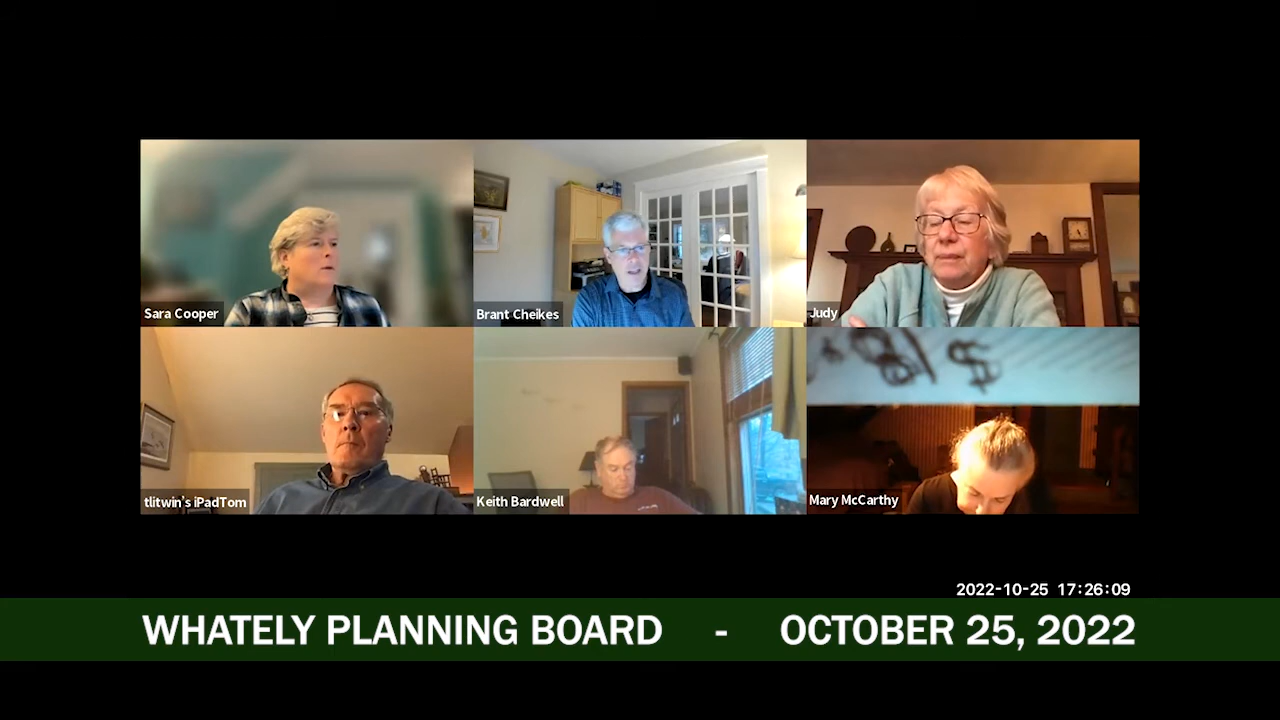 Sara Cooper
Brant Cheikes
Judy
tlitwin's iPadTom
Keith Bardwell
Mary McCarthy
2022-10-25 17:26:09
WHATELY PLANNING BOARD - OCTOBER 25, 2022